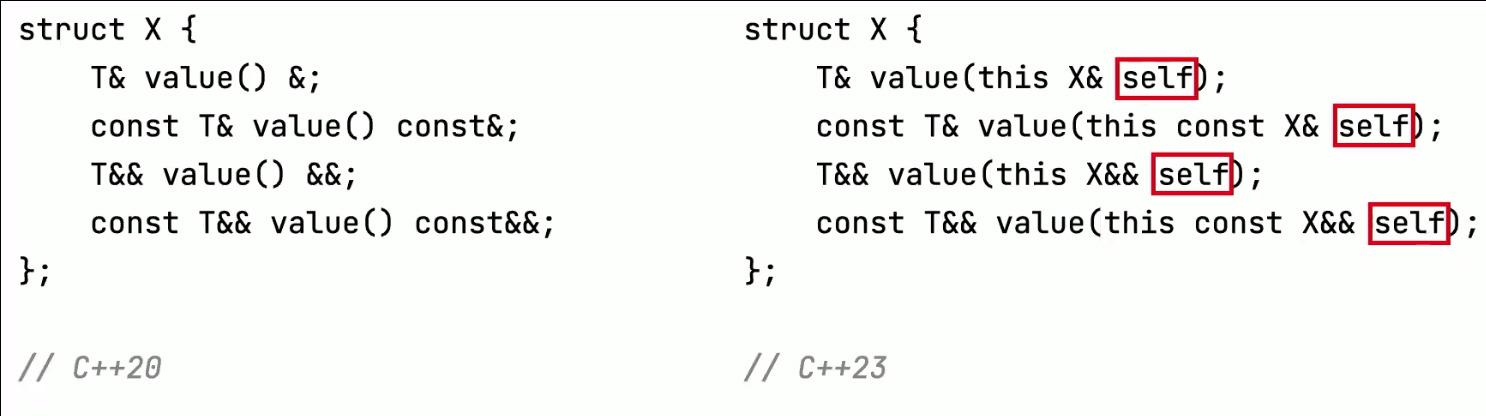 struct X {
    T& value() &;
    const T& value() const&;
    T&& value() &&;
    const T&& value() const&&;
};
// C++20
struct X {
    T& value(this X& self);
    const T& value(this const X& self);
    T&& value(this X&& self);
    const T&& value(this const X&& self);
};
// C++23